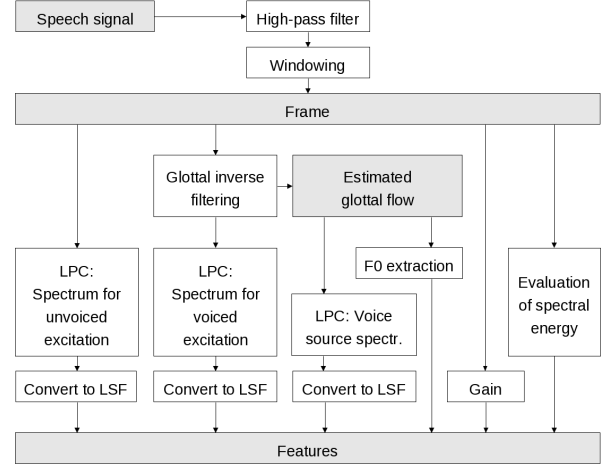 Speech signal
High-pass filter
Windowing
Frame
Glottal inverse
filtering
Estimated
glottal flow
LPC:
Spectrum for
unvoiced
excitation
LPC:
Spectrum for
voiced
excitation
F0 extraction
LPC: Voice
source spectr.
Evaluation
of spectral
energy
Convert to LSF
Convert to LSF
Convert to LSF
Gain
Features